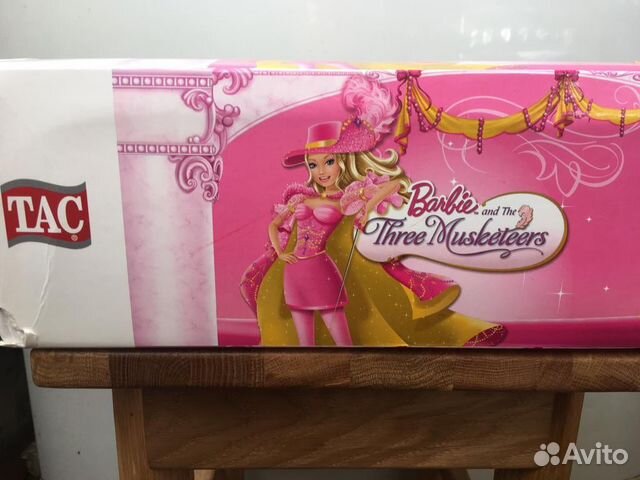 TAC
Barbie and The
Three Musketeers
Avito